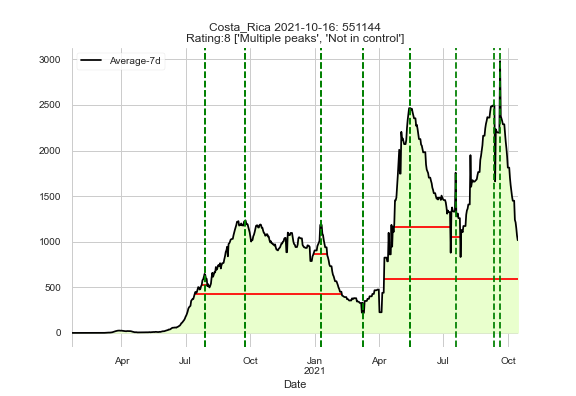 Costa_Rica 2021-10-16: 551144
Rating:8 ['Multiple peaks', 'Not in control']
Average-7d
3000
2500
2000
1500
1000
500
0
Apr Jul Oct Jan Apr Jul Oct
2021
Date